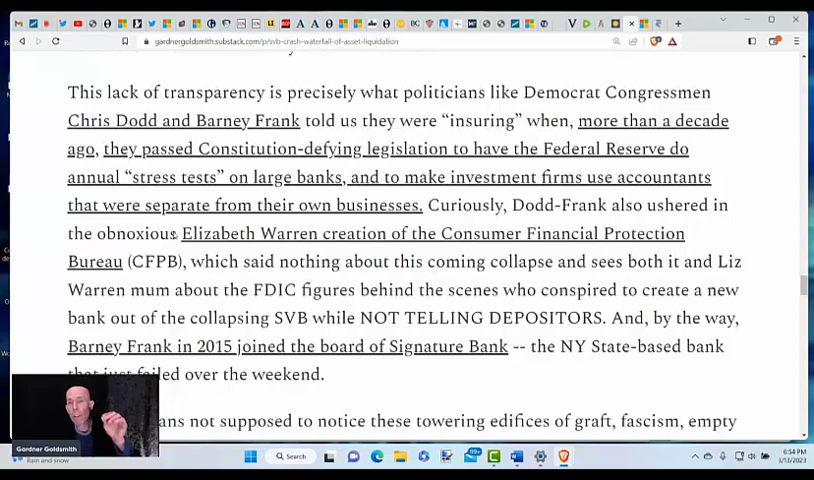 gardnergoldsmith.substack.com/p/svb-crash-waterfall-of-asset-liquidation
This lack of transparency is precisely what politicians like Democrat Congressmen
Chris Dodd and Barney Frank told us they were “insuring” when, more than a decade
ago, they passed Constitution-defying legislation to have the Federal Reserve do
annual “stress tests” on large banks, and to make investment firms use accountants
that were separate from their own businesses. Curiously, Dodd-Frank also ushered in
the obnoxious Elizabeth Warren creation of the Consumer Financial Protection
Bureau (CFPB), which said nothing about this coming collapse and sees both it and Liz
Warren mum about the FDIC figures behind the scenes who conspired to create a new
bank out of the collapsing SVB while NOT TELLING DEPOSITORS. And, by the way,
Barney Frank in 2015 joined the board of Signature Bank -- the NY State-based bank
that just failed over the weekend.
not supposed to notice these towering edifices of graft, fascism, empty
Gardner Goldsmith
Rain and snow
Search
99+
6:54 PM
3/13/2023